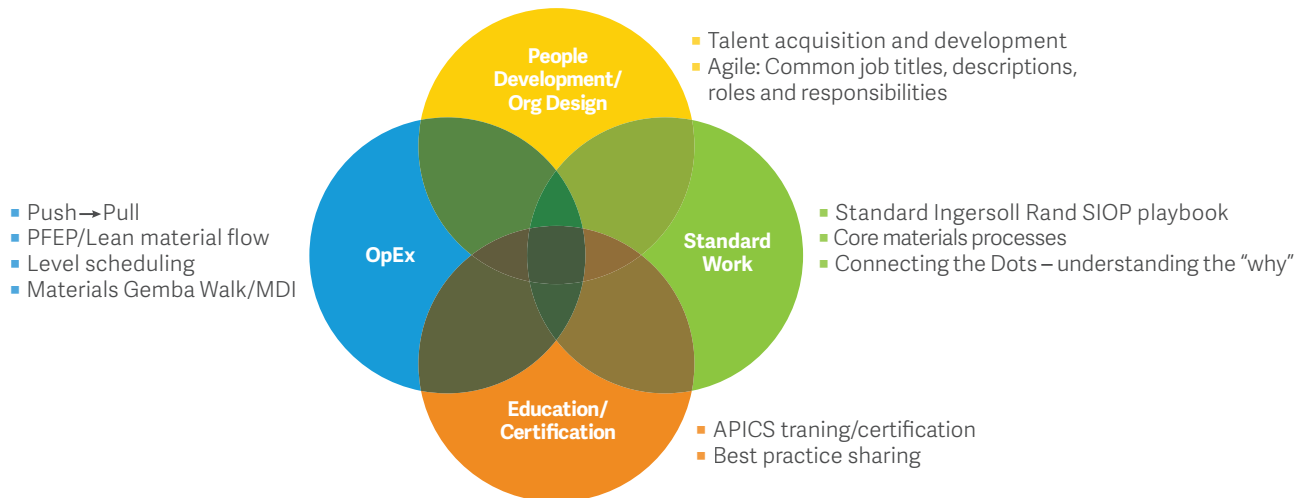 People
Development/
Org Design
Talent acquisition and development
Agile: Common job titles, descriptions,
roles and responsibilities
Push→Pull
PFEP/Lean material flow
Level scheduling
Materials Gemba Walk/MDI
OpEx
Standard
Work
Standard Ingersoll Rand SIOP playbook
Core materials processes
Connecting the Dots – understanding the “why”
Education/
Certification
APICS traning/certification
Best practice sharing